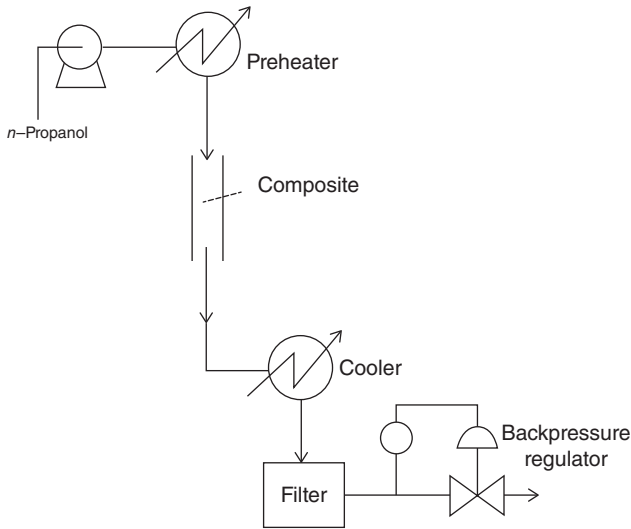 Preheater
n–Propanol
Composite
Cooler
Backpressure
regulator
Filter